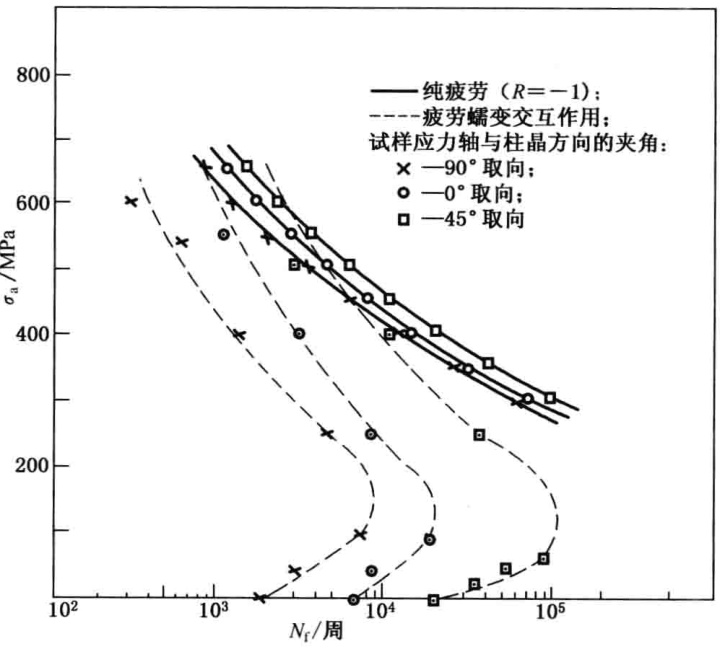 800
600
400
200
σa/MPa
纯疲劳（R=－1）；
疲劳蠕变交互作用；
试样应力轴与柱晶方向的夹角：
×—90°取向；
○—0°取向；
□—45°取向
10² 10³ 10⁴ 10⁵
Nf/周